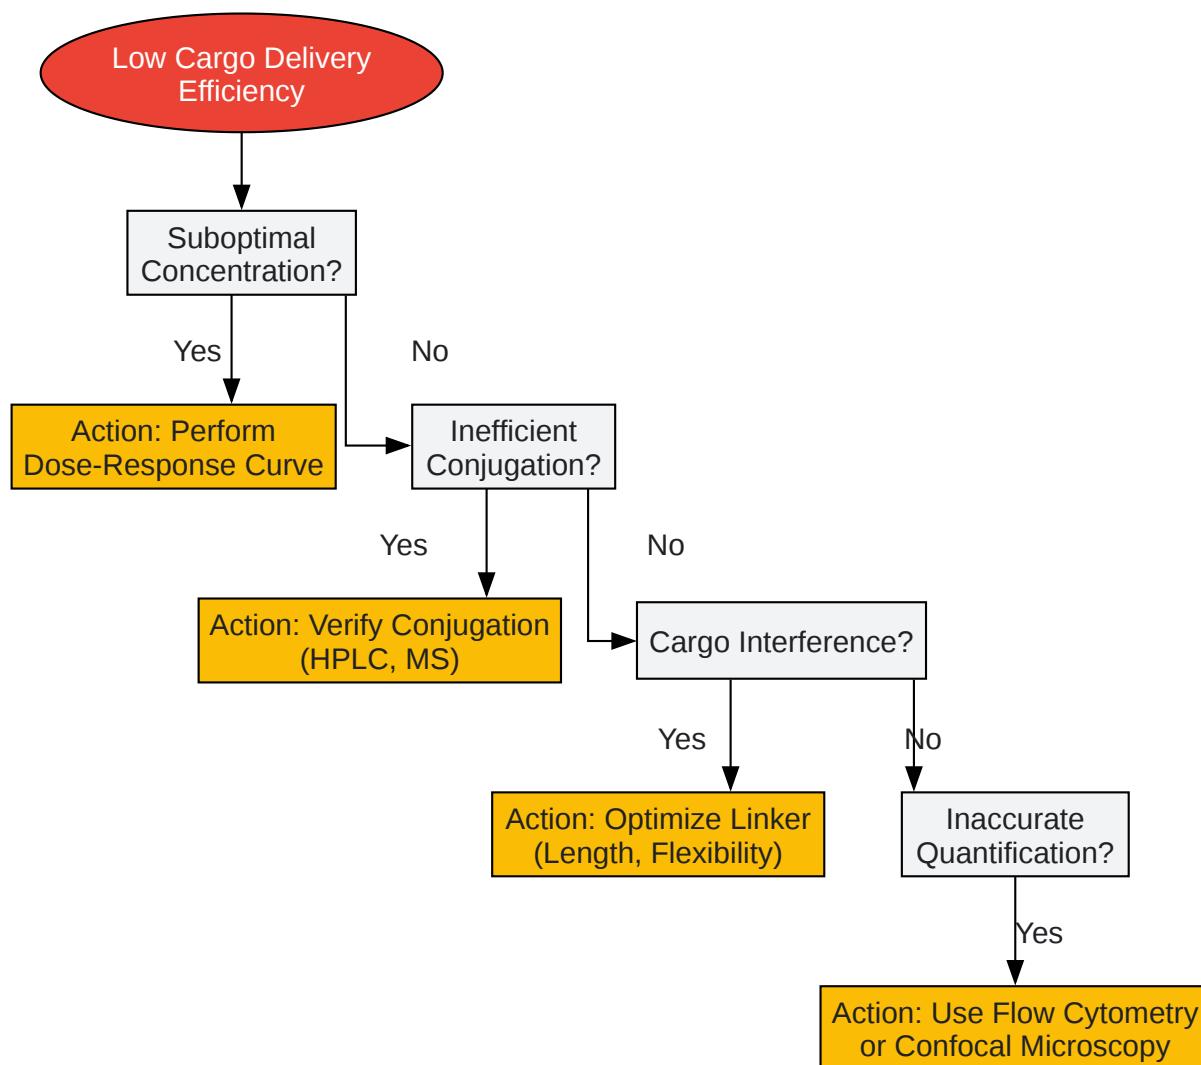 Low Cargo Delivery
Efficiency
Suboptimal
Concentration?
Yes
No
Action: Perform
Dose-Response Curve
Inefficient
Conjugation?
Yes
No
Action: Verify Conjugation
(HPLC, MS)
Cargo Interference?
Yes
No
Action: Optimize Linker
(Length, Flexibility)
Inaccurate
Quantification?
Yes
Action: Use Flow Cytometry
or Confocal Microscopy